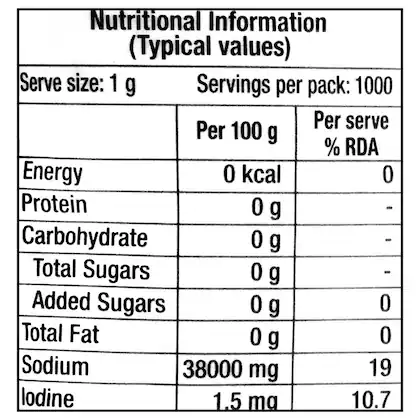 Nutritional Information
(Typical values)
Serve size: 1 g Servings per pack: 1000
Per 100 g Per serve % RDA
Energy 0 kcal 0
Protein 0 g -
Carbohydrate 0 g -
Total Sugars 0 g -
Added Sugars 0 g 0
Total Fat 0 g 0
Sodium 38000 mg 19
Iodine 1.5 mg 10.7